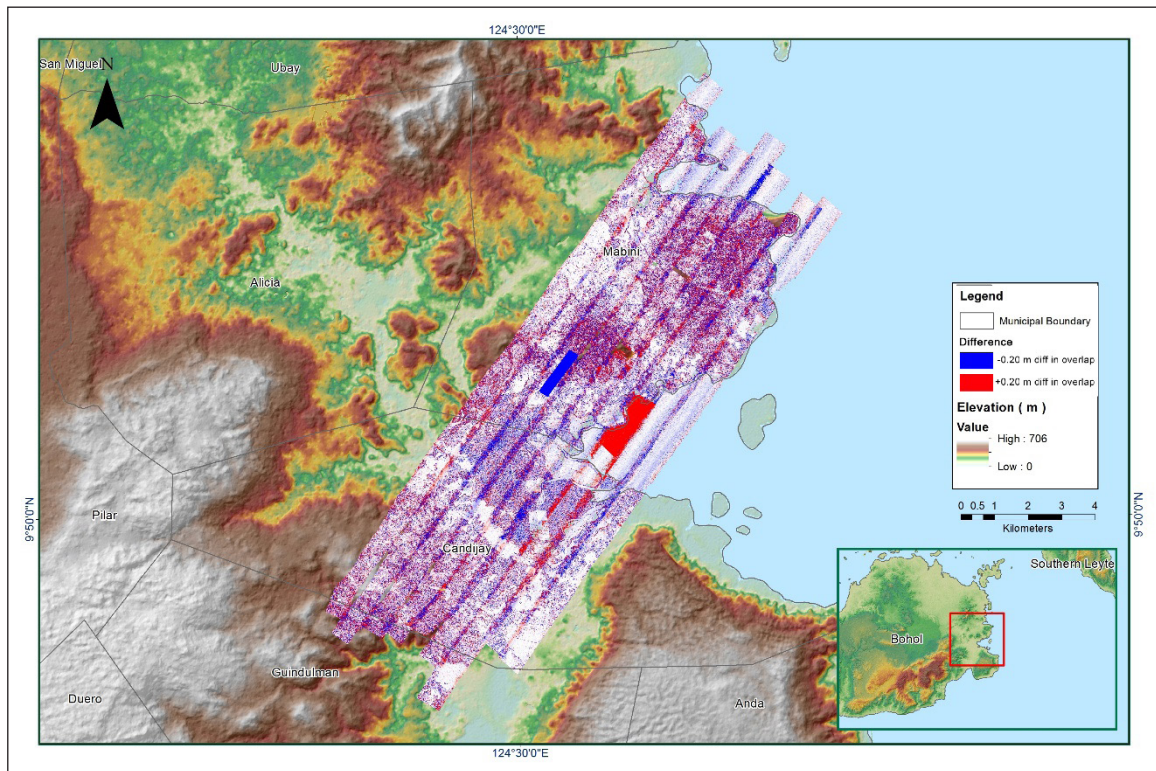 124°30'0"E
San Miguel
N
Ubay
Mabini
Alicia
Legend
Municipal Boundary
Difference
-0.20 m diff in overlap
+0.20 m diff in overlap
Elevation ( m )
Value
High : 706
Low : 0
9°50'0"N
Pilar
0 0.5 1 2 3 4
Kilometers
9°50'0"N
Candijay
Southern Leyte
Bohol
Guindulman
Duero
Anda
124°30'0"E